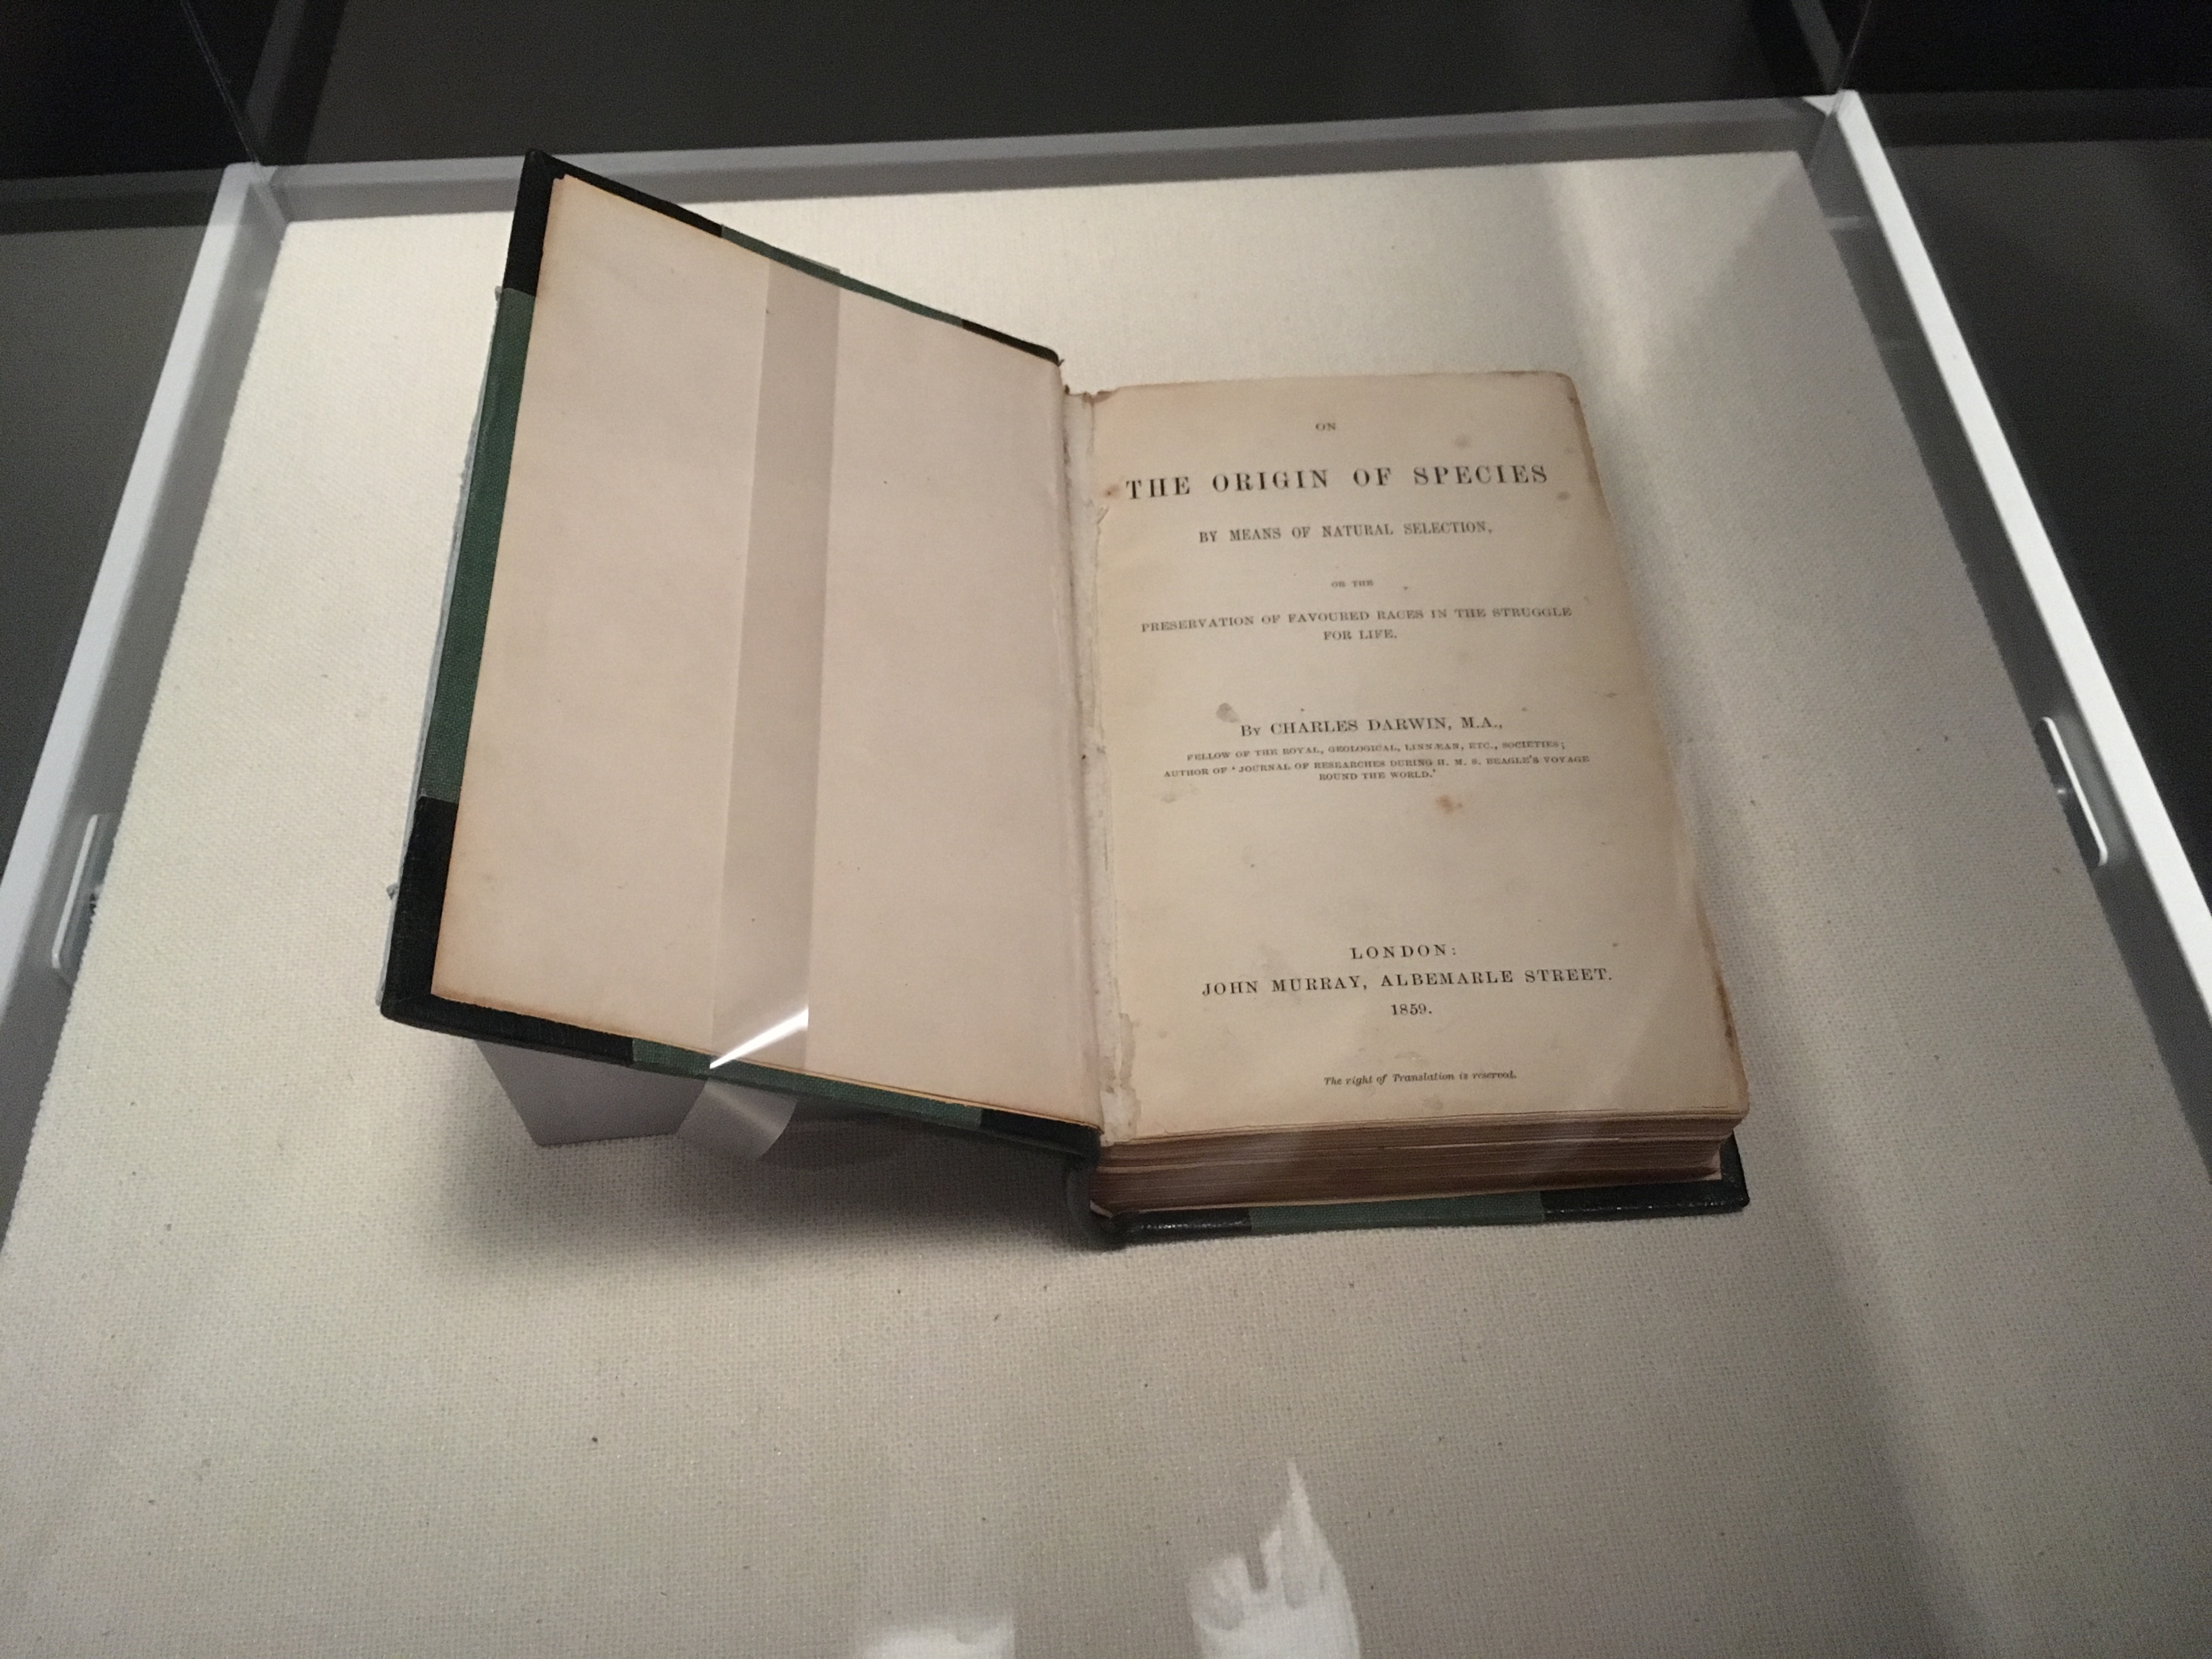 ON
THE ORIGIN OF SPECIES
BY MEANS OF NATURAL SELECTION,
OR THE
PRESERVATION OF FAVOURED RACES IN THE STRUGGLE
FOR LIFE.
By CHARLES DARWIN, M.A.,
FELLOW OF THE ROYAL, GEOLOGICAL, LINNÆAN, ETC., SOCIETIES;
AUTHOR OF ‘JOURNAL OF RESEARCHES DURING H. M. S. BEAGLE’S VOYAGE
ROUND THE WORLD.’
LONDON:
JOHN MURRAY, ALBEMARLE STREET.
1859.
The right of Translation is reserved.